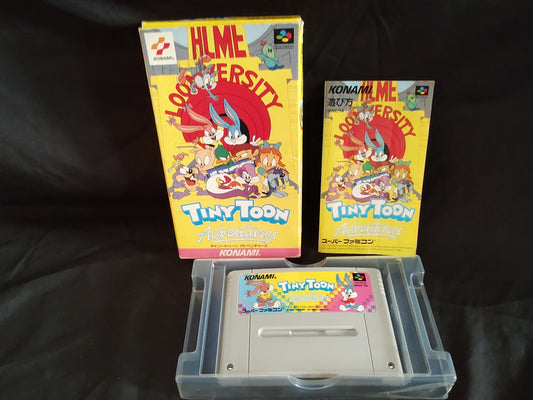 KONAMI
ACME
LOONIVERSITY
TINY TOON
Adventures
タイニー・トゥーン アドベンチャーズ
KONAMI
KONAMI
遊び方
ACME
LOONIVERSITY
TINY TOON
Adventures
スーパーファミコン
KONAMI
TINY TOON
Adventures
スーパーファミコン